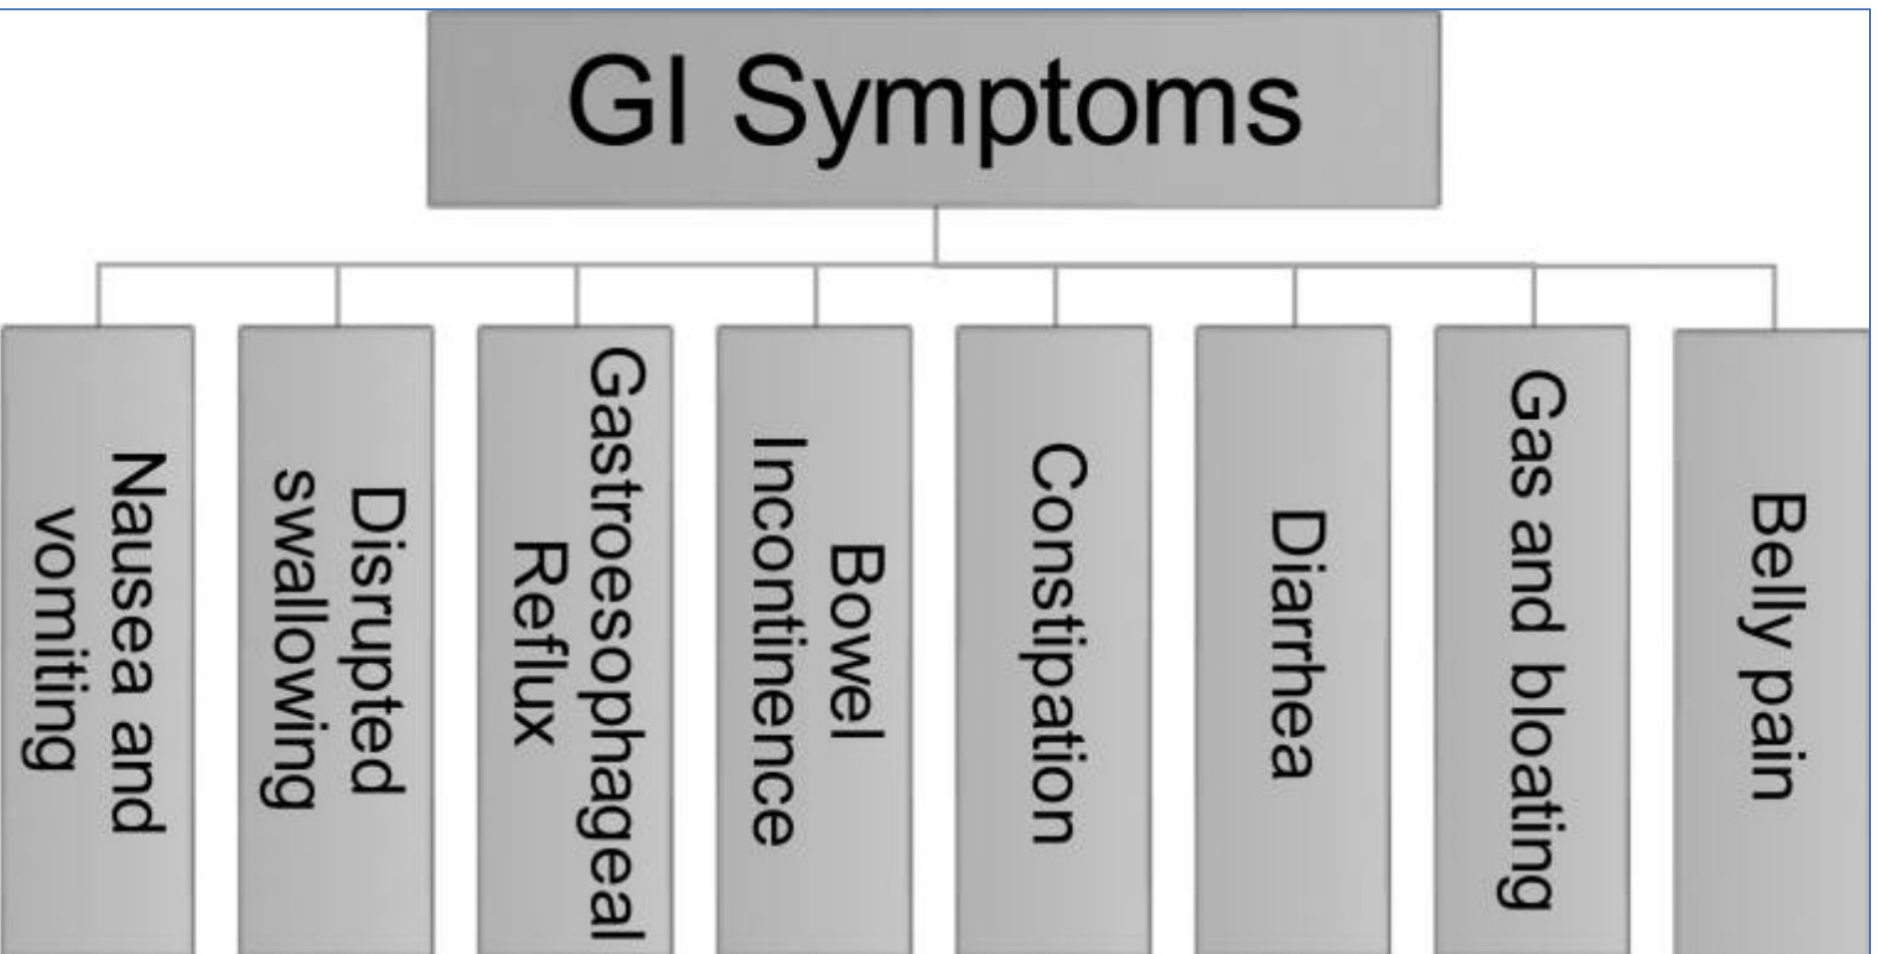 GI Symptoms
Nausea and
vomiting
Disrupted
swallowing
Gastroesophageal
Reflux
Bowel
Incontinence
Constipation
Diarrhea
Gas and bloating
Belly pain